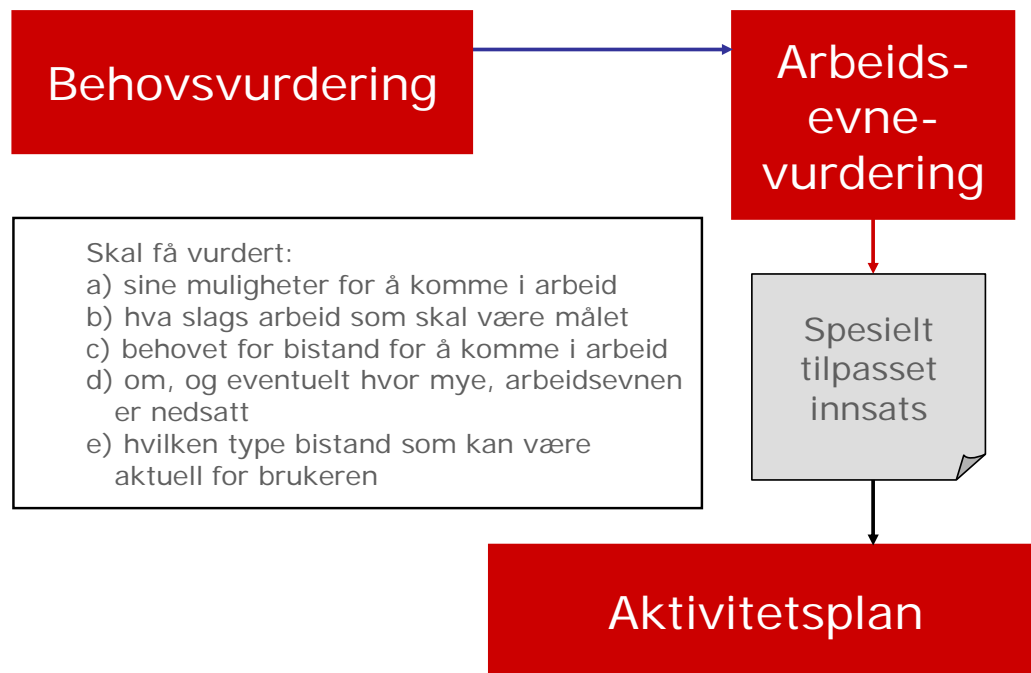 Behovsvurdering
Arbeids-
evne-
vurdering
Skal få vurdert:
a) sine muligheter for å komme i arbeid
b) hva slags arbeid som skal være målet
c) behovet for bistand for å komme i arbeid
d) om, og eventuelt hvor mye, arbeidsevnen
er nedsatt
e) hvilken type bistand som kan være
aktuell for brukeren
Spesielt
tilpasset
innsats
Aktivitetsplan